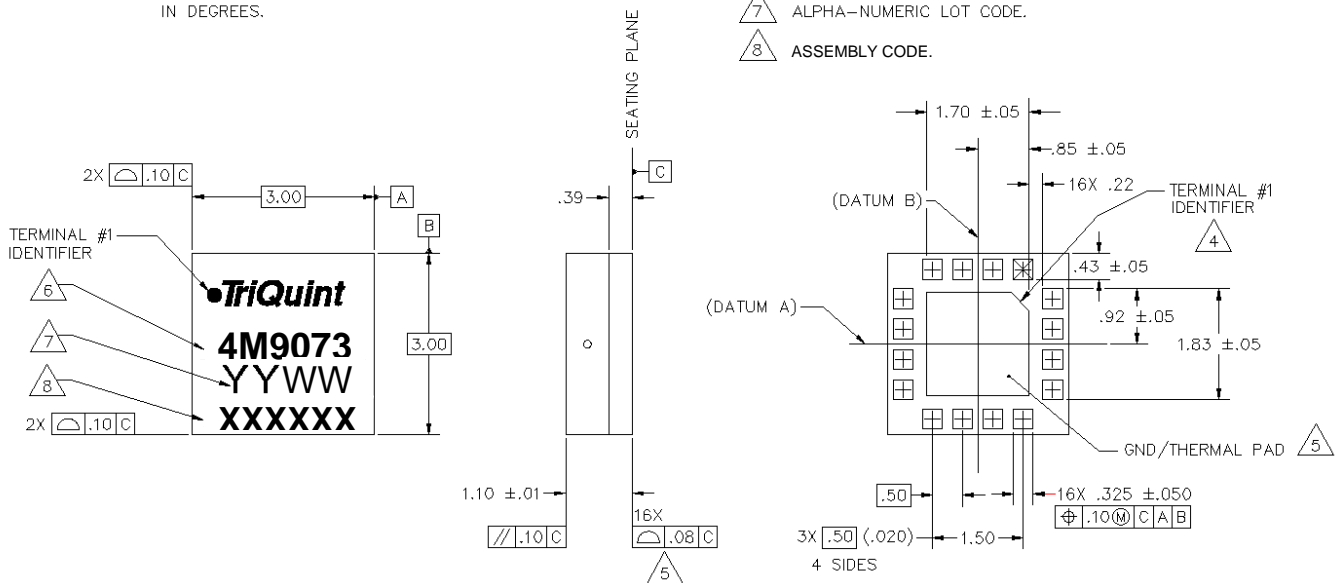 IN DEGREES.
7 ALPHA-NUMERIC LOT CODE.
8 ASSEMBLY CODE.
2X ⌓ .10 C
3.00
A
B
TERMINAL #1
IDENTIFIER
6
7
8
TriQuint
4M9073
YYWW
XXXXXX
3.00
2X ⌓ .10 C
SEATING PLANE
C
.39
1.10 ±.01
// .10 C
16X
⌓ .08 C
5
1.70 ±.05
.85 ±.05
16X .22
TERMINAL #1
IDENTIFIER
4
(DATUM B)
.43 ±.05
(DATUM A)
.92 ±.05
1.83 ±.05
GND/THERMAL PAD 5
.50
16X .325 ±.050
⌖ .10 Ⓜ C A B
3X .50 (.020)
1.50
4 SIDES